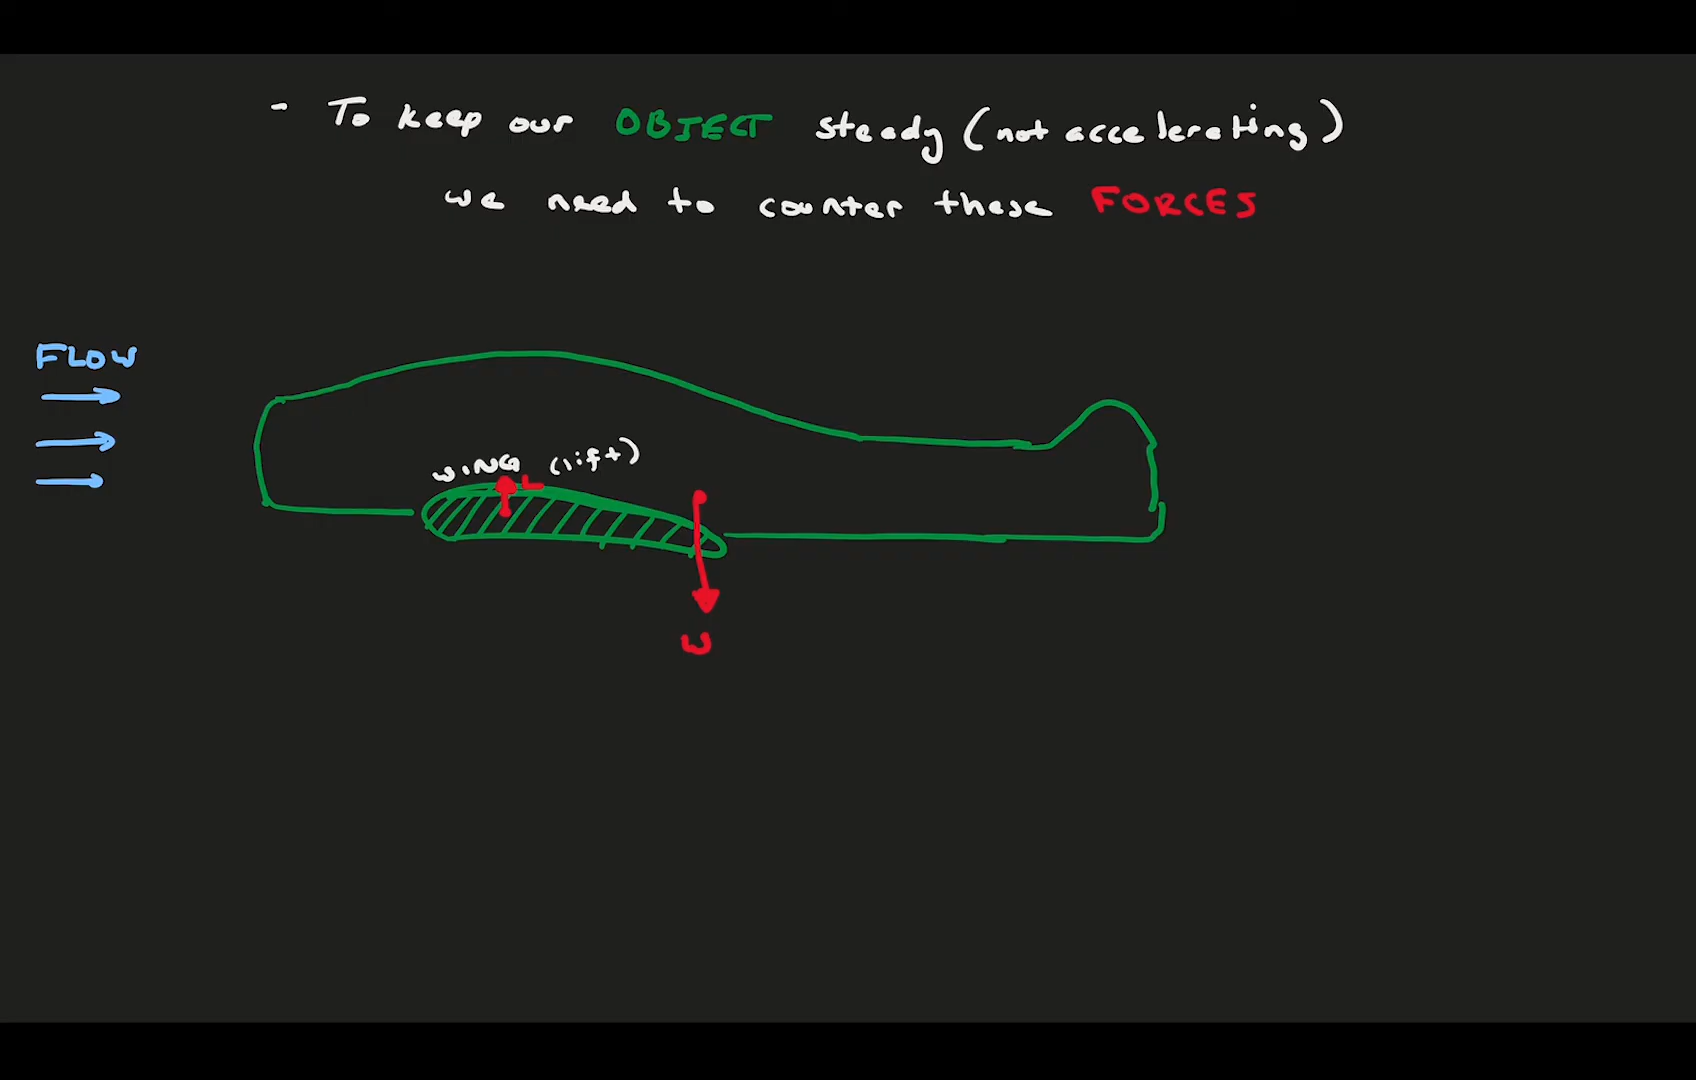 - To keep our OBJECT steady (not accelerating)
we need to counter these FORCES
FLOW
WING (lift)
L
W